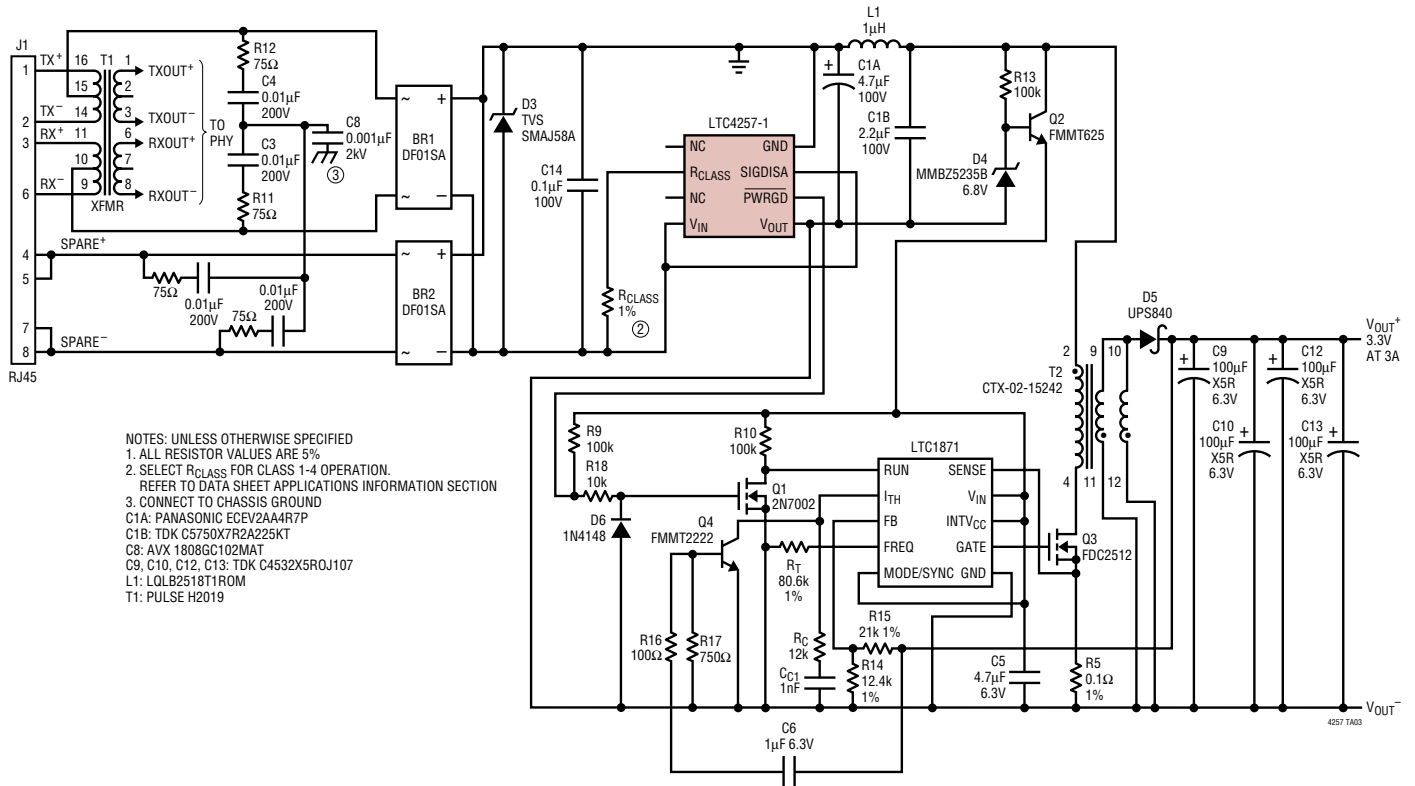 J1
TX+
1
16
T1
1
TXOUT+
15
2
TX−
2
14
3
TXOUT−
RX+
3
11
6
RXOUT+
10
7
RX−
6
9
8
RXOUT−
XFMR
TO
PHY
R12
75Ω
C4
0.01µF
200V
C3
0.01µF
200V
R11
75Ω
C8
0.001µF
2kV
3
~
+
BR1
DF01SA
~
−
4
SPARE+
5
7
8
SPARE−
RJ45
75Ω
0.01µF
200V
75Ω
0.01µF
200V
~
+
BR2
DF01SA
~
−
D3
TVS
SMAJ58A
C14
0.1µF
100V
RCLASS
1%
2
LTC4257-1
NC
GND
RCLASS
SIGDISA
NC
PWRGD
VIN
VOUT
L1
1µH
+
C1A
4.7µF
100V
C1B
2.2µF
100V
R13
100k
Q2
FMMT625
D4
MMBZ5235B
6.8V
D5
UPS840
VOUT+
3.3V
AT 3A
2
9
10
T2
CTX-02-15242
4
11
12
+
C9
100µF
X5R
6.3V
+
C12
100µF
X5R
6.3V
C10
+
100µF
X5R
6.3V
C13
+
100µF
X5R
6.3V
R9
100k
R18
10k
R10
100k
Q1
2N7002
D6
1N4148
Q4
FMMT2222
RT
80.6k
1%
LTC1871
RUN
SENSE
ITH
VIN
FB
INTVCC
FREQ
GATE
MODE/SYNC
GND
Q3
FDC2512
R16
100Ω
R17
750Ω
RC
12k
CC1
1nF
R15
21k 1%
R14
12.4k
1%
C5
4.7µF
6.3V
R5
0.1Ω
1%
VOUT−
4257 TA03
C6
1µF 6.3V
NOTES: UNLESS OTHERWISE SPECIFIED
1. ALL RESISTOR VALUES ARE 5%
2. SELECT RCLASS FOR CLASS 1-4 OPERATION.
REFER TO DATA SHEET APPLICATIONS INFORMATION SECTION
3. CONNECT TO CHASSIS GROUND
C1A: PANASONIC ECEV2AA4R7P
C1B: TDK C5750X7R2A225KT
C8: AVX 1808GC102MAT
C9, C10, C12, C13: TDK C4532X5ROJ107
L1: LQLB2518T1ROM
T1: PULSE H2019